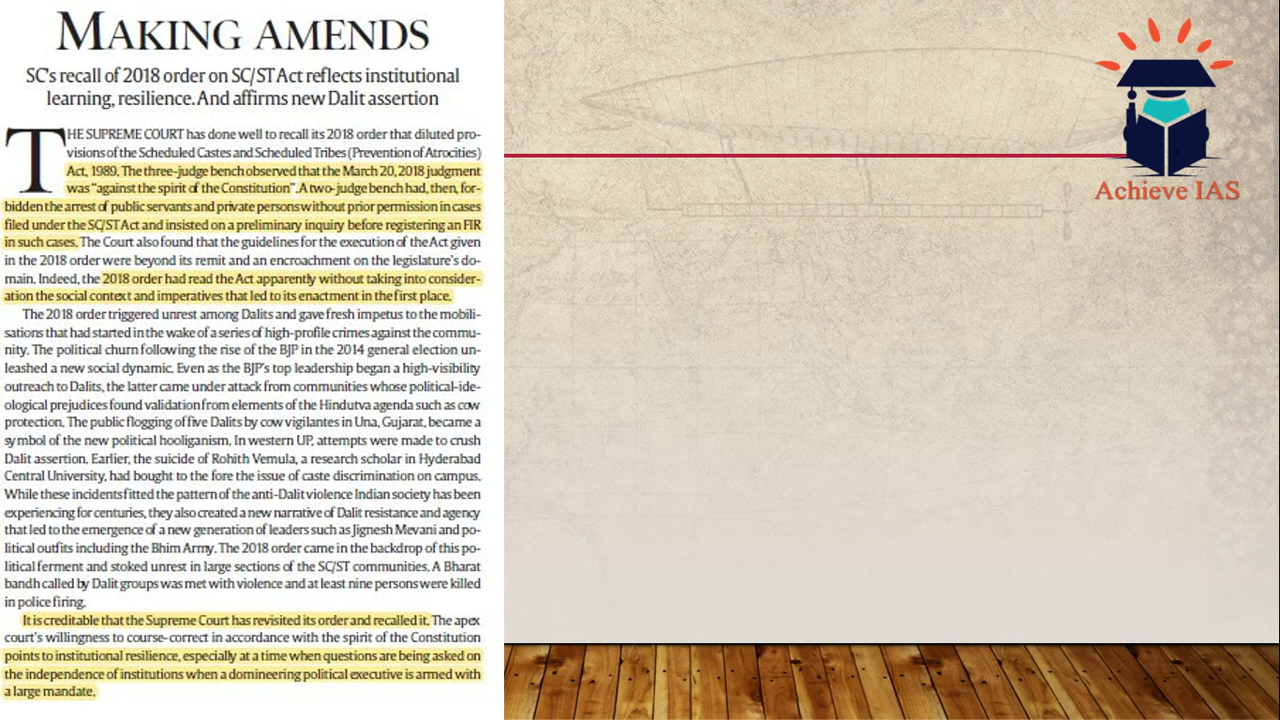 MAKING AMENDS
SC's recall of 2018 order on SC/ST Act reflects institutional
learning, resilience. And affirms new Dalit assertion
THE SUPREME COURT has done well to recall its 2018 order that diluted pro-
visions of the Scheduled Castes and Scheduled Tribes (Prevention of Atrocities)
Act, 1989. The three-judge bench observed that the March 20, 2018 judgment
was "against the spirit of the Constitution". A two-judge bench had, then, for-
bidden the arrest of public servants and private persons without prior permission in cases
filed under the SC/ST Act and insisted on a preliminary inquiry before registering an FIR
in such cases. The Court also found that the guidelines for the execution of the Act given
in the 2018 order were beyond its remit and an encroachment on the legislature's do-
main. Indeed, the 2018 order had read the Act apparently without taking into consider-
ation the social context and imperatives that led to its enactment in the first place.
The 2018 order triggered unrest among Dalits and gave fresh impetus to the mobili-
sations that had started in the wake of a series of high-profile crimes against the commu-
nity. The political churn following the rise of the BJP in the 2014 general election un-
leashed a new social dynamic. Even as the BJP's top leadership began a high-visibility
outreach to Dalits, the latter came under attack from communities whose political-ide-
ological prejudices found validation from elements of the Hindutva agenda such as cow
protection. The public flogging of five Dalits by cow vigilantes in Una, Gujarat, became a
symbol of the new political hooliganism. In western UP, attempts were made to crush
Dalit assertion. Earlier, the suicide of Rohith Vemula, a research scholar in Hyderabad
Central University, had bought to the fore the issue of caste discrimination on campus.
While these incidents fitted the pattern of the anti-Dalit violence Indian society has been
experiencing for centuries, they also created a new narrative of Dalit resistance and agency
that led to the emergence of a new generation of leaders such as Jignesh Mevani and po-
litical outfits including the Bhim Army. The 2018 order came in the backdrop of this po-
litical ferment and stoked unrest in large sections of the SC/ST communities. A Bharat
bandh called by Dalit groups was met with violence and at least nine persons were killed
in police firing.
It is creditable that the Supreme Court has revisited its order and recalled it. The apex
court's willingness to course-correct in accordance with the spirit of the Constitution
points to institutional resilience, especially at a time when questions are being asked on
the independence of institutions when a domineering political executive is armed with
a large mandate.
Achieve IAS